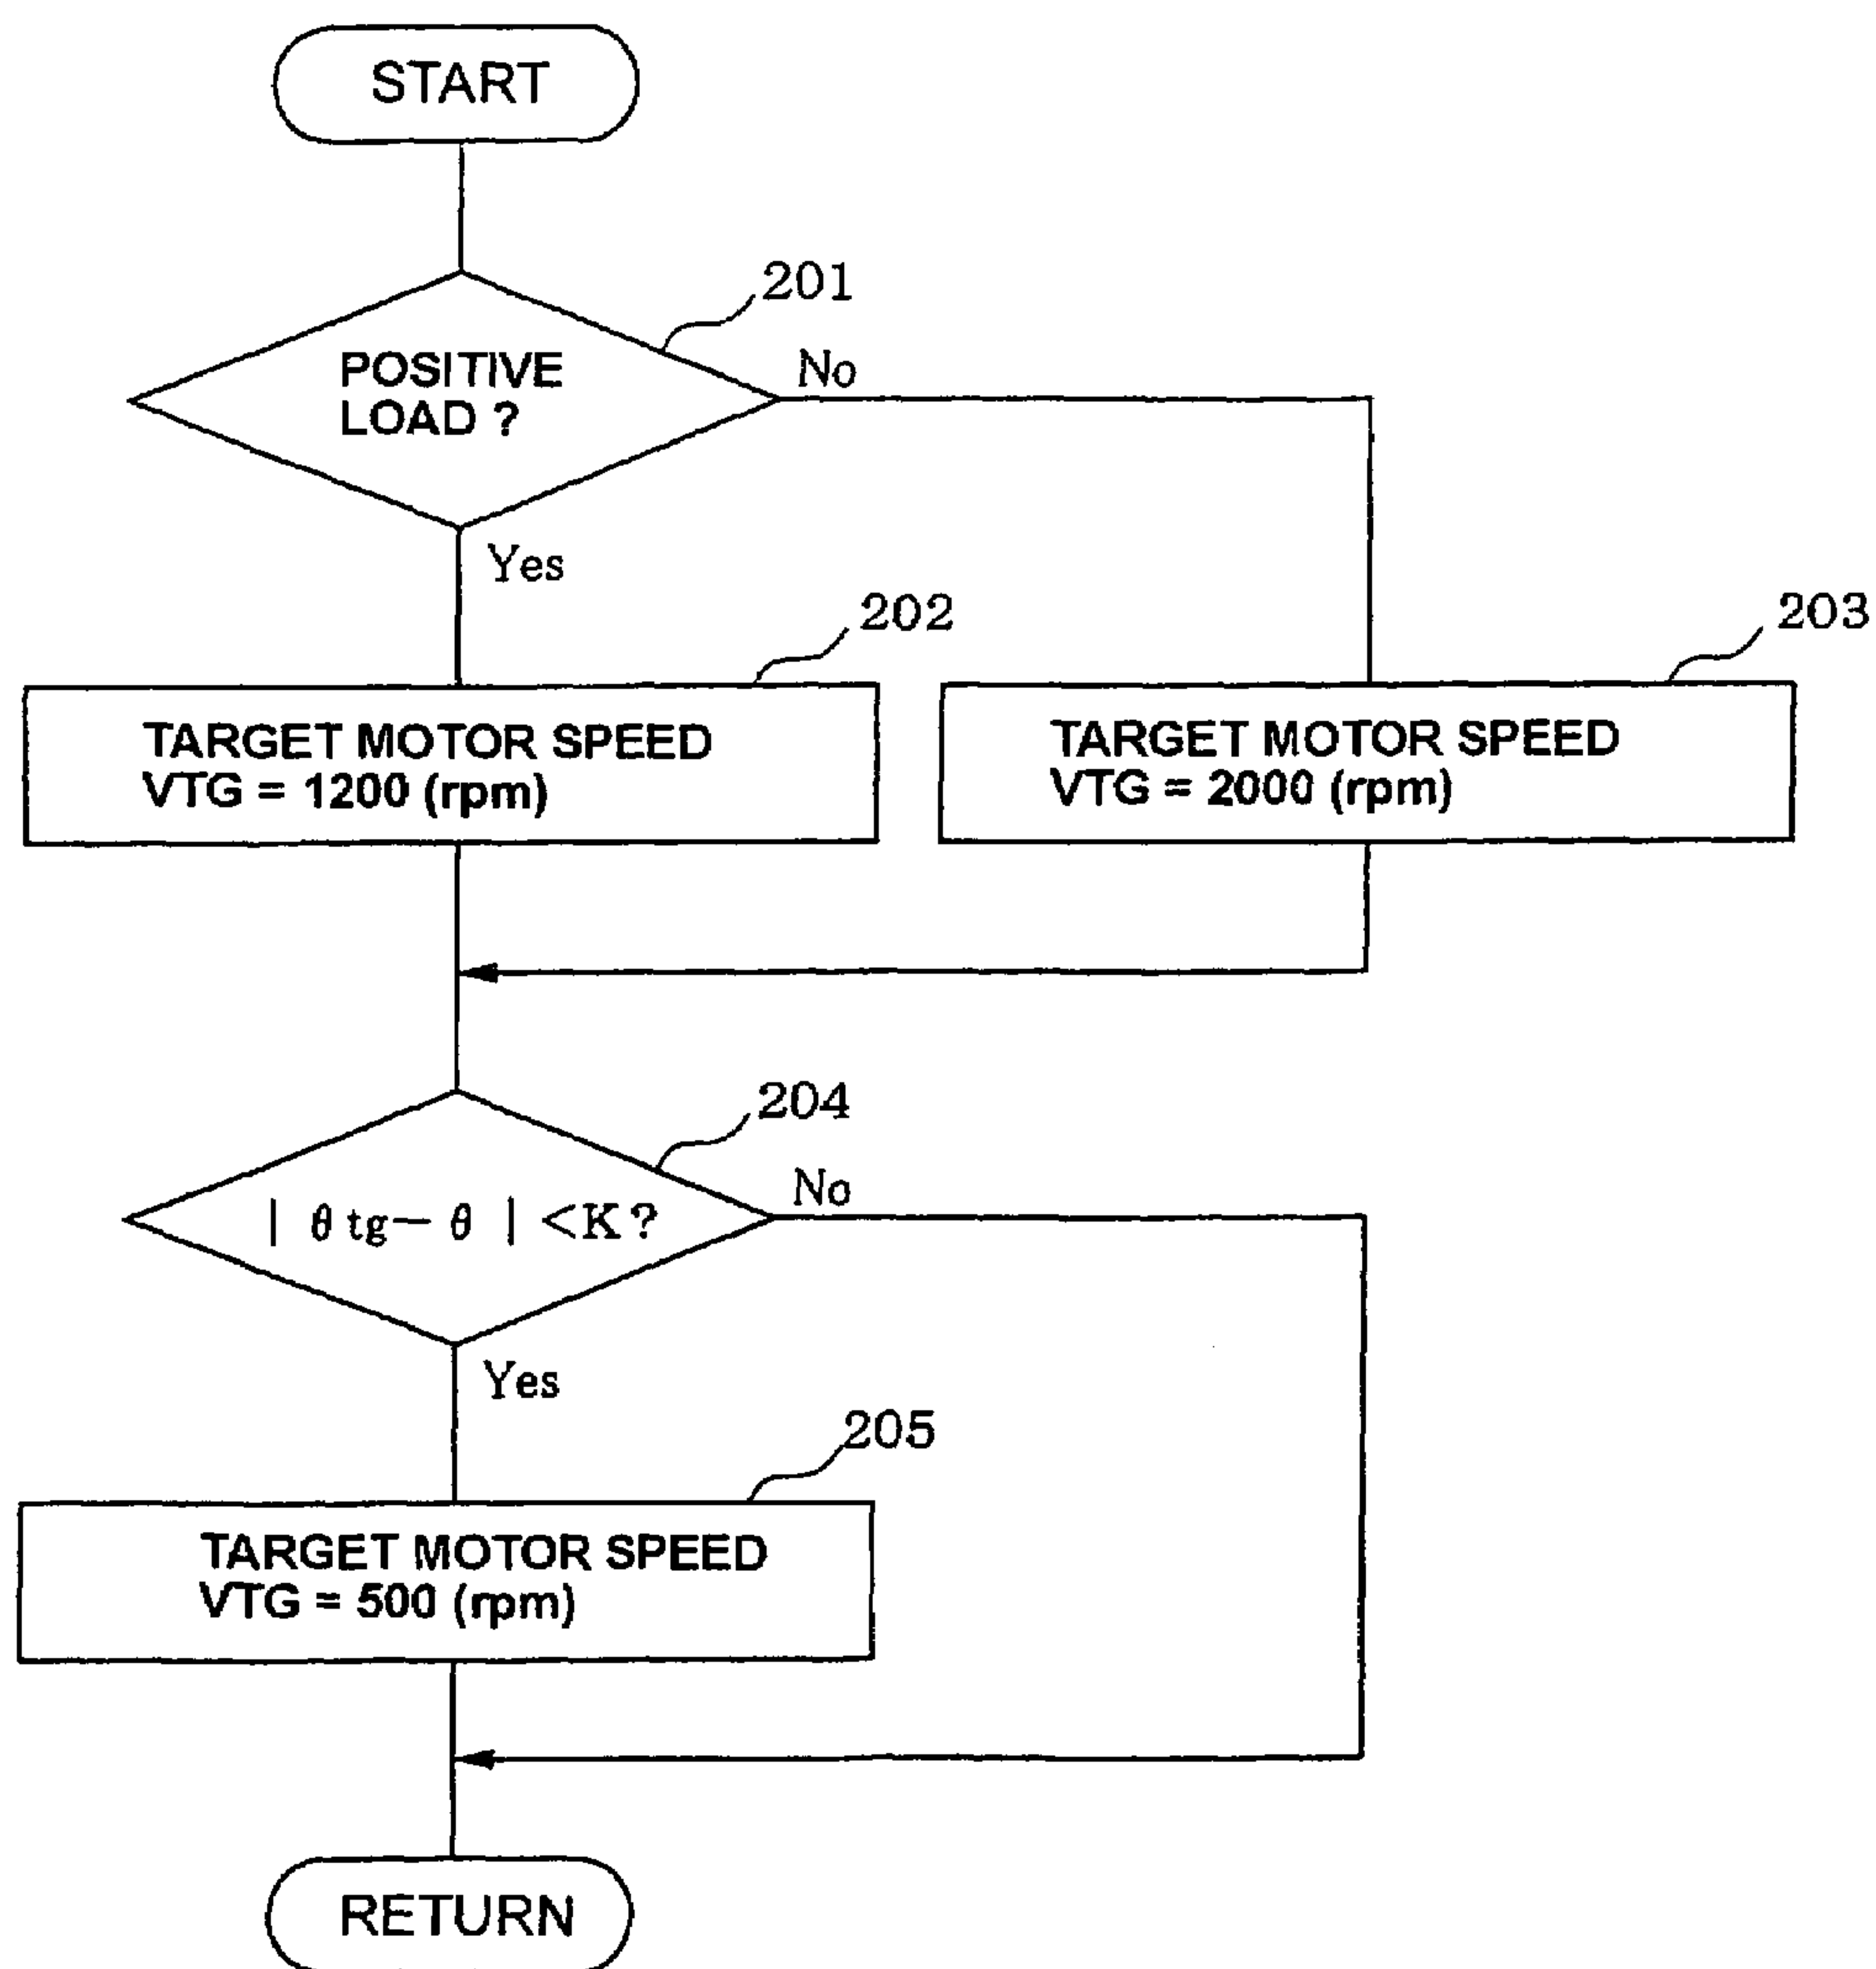 START
201
POSITIVE
LOAD ?
No
Yes
202
203
TARGET MOTOR SPEED
VTG = 1200 (rpm)
TARGET MOTOR SPEED
VTG = 2000 (rpm)
204
No
| θ tg− θ | <K?
Yes
205
TARGET MOTOR SPEED
VTG = 500 (rpm)
RETURN